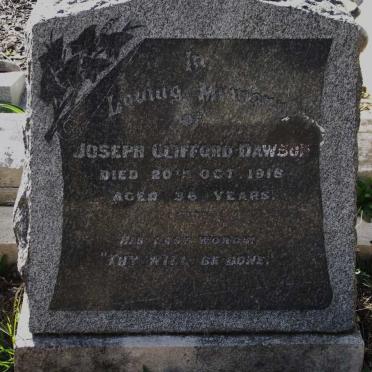 In
Loving Memory
of
JOSEPH CLIFFORD DAWSON
DIED 20TH OCT. 1918
AGED 36 YEARS.
HIS LAST WORDS:
"THY WILL BE DONE."